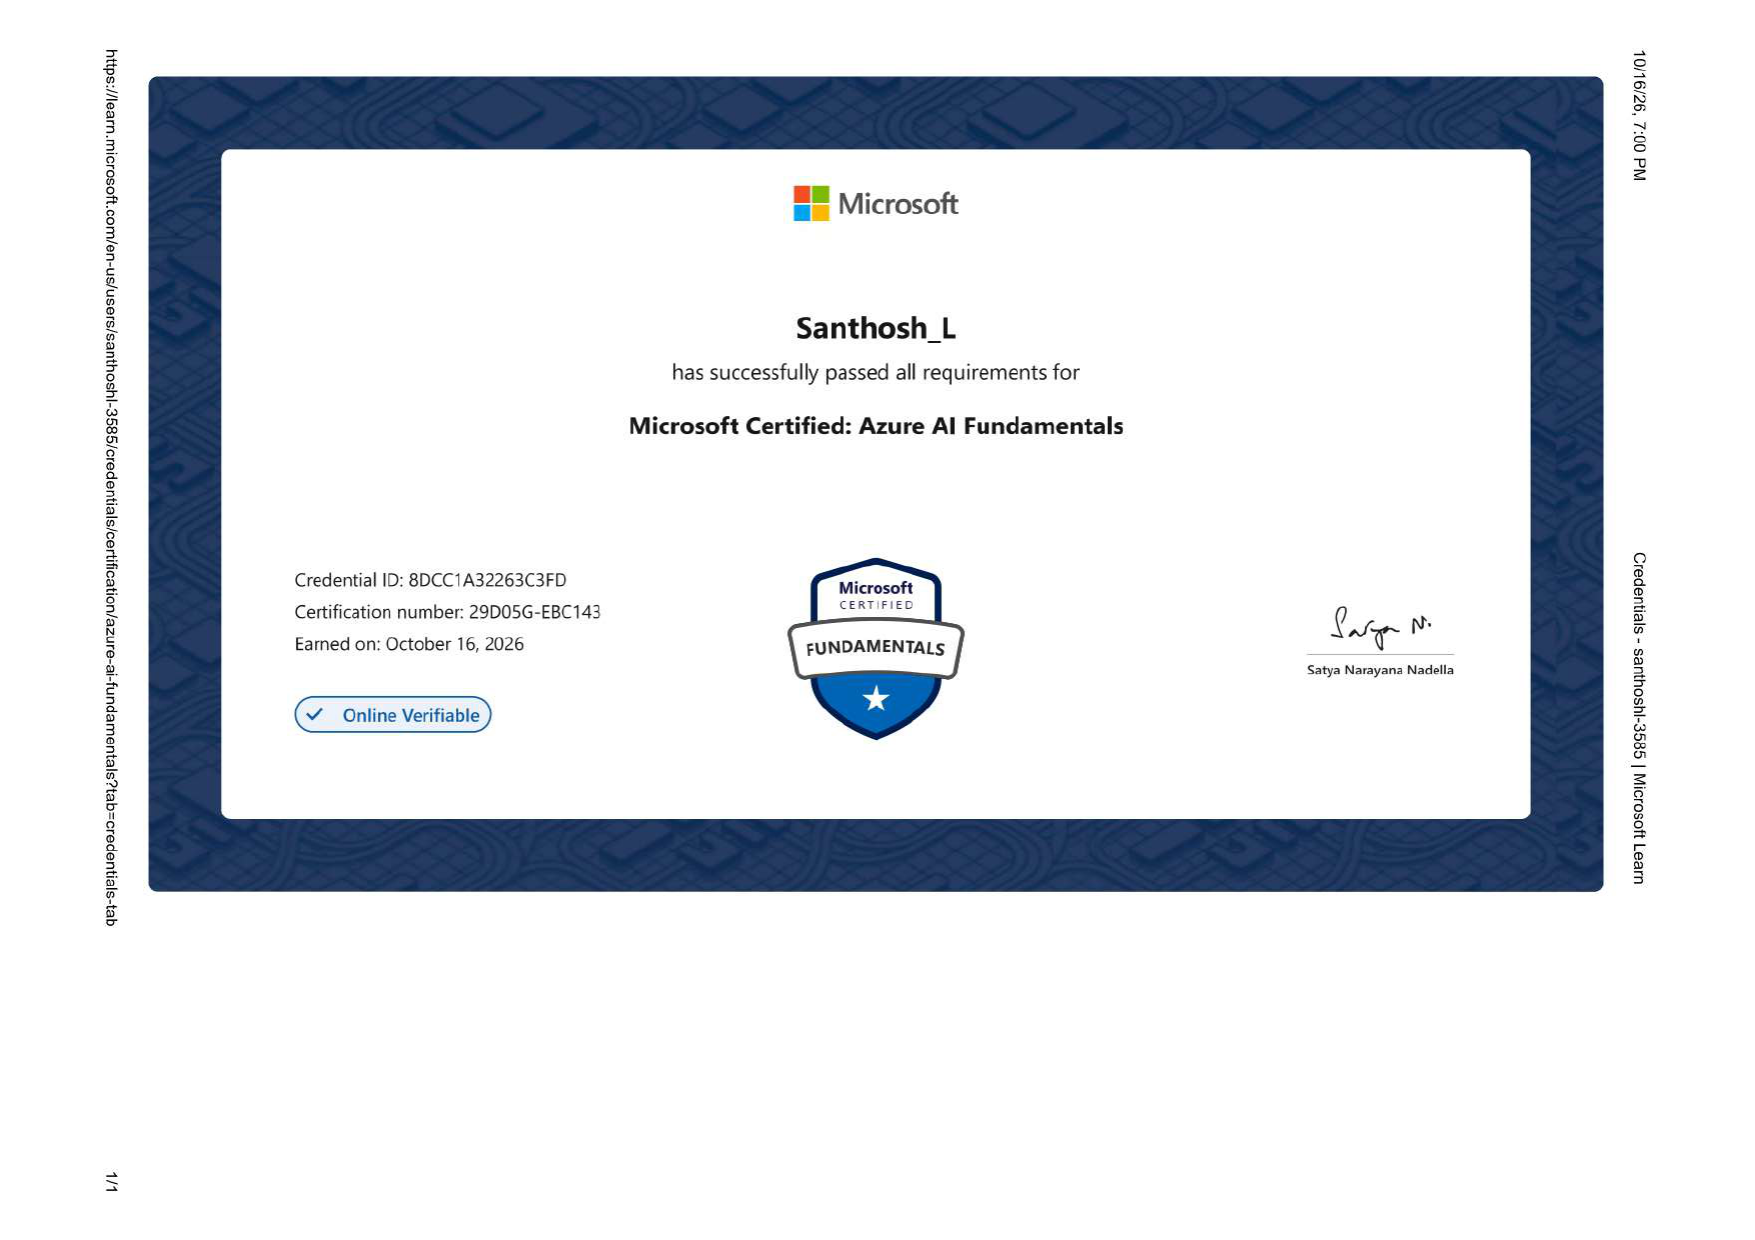 10/16/26, 7:00 PM
Credentials - santhoshl-3585 | Microsoft Learn
Microsoft
Santhosh_L
has successfully passed all requirements for
Microsoft Certified: Azure AI Fundamentals
Credential ID: 8DCC1A32263C3FD
Certification number: 29D05G-EBC143
Earned on: October 16, 2026
Online Verifiable
Microsoft
CERTIFIED
FUNDAMENTALS
Satya N.
Satya Narayana Nadella
https://learn.microsoft.com/en-us/users/santhoshl-3585/credentials/certification/azure-ai-fundamentals?tab=credentials-tab
1/1